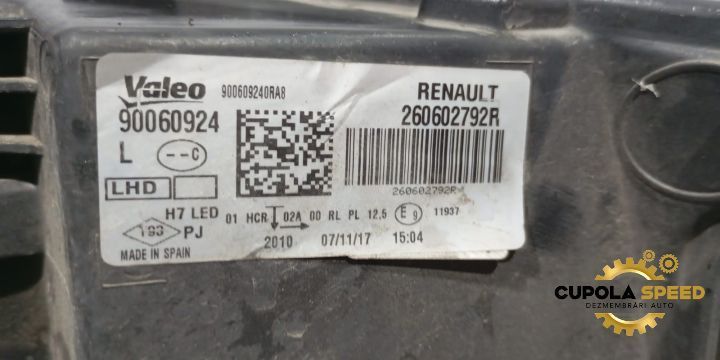 Valeo 90060924ORA8 RENAULT
90060924 260602792R
L --C
LHD 260602792R
H7 LED 01 HCR 02A 00 RL PL 12,5 E9 11937
193 PJ 2010 07/11/17 15:04
MADE IN SPAIN
CUPOLA SPEED
DEZMEMBRĂRI AUTO